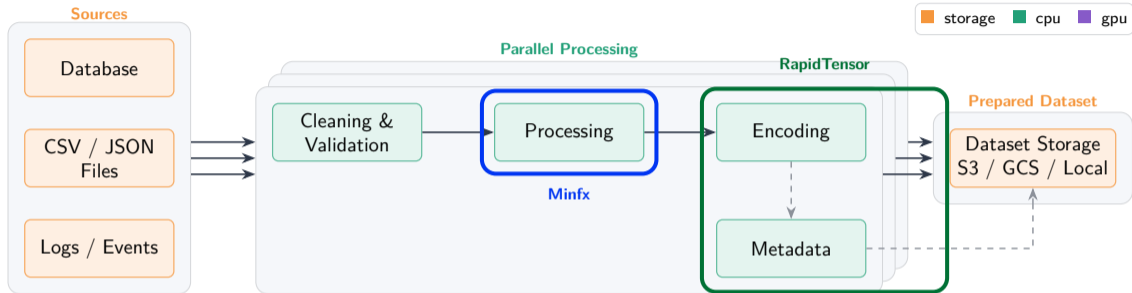 Sources
storage
cpu
gpu
Parallel Processing
RapidTensor
Database
Prepared Dataset
Cleaning &
Validation
Processing
Encoding
CSV / JSON
Files
Dataset Storage
S3 / GCS / Local
Minfx
Logs / Events
Metadata